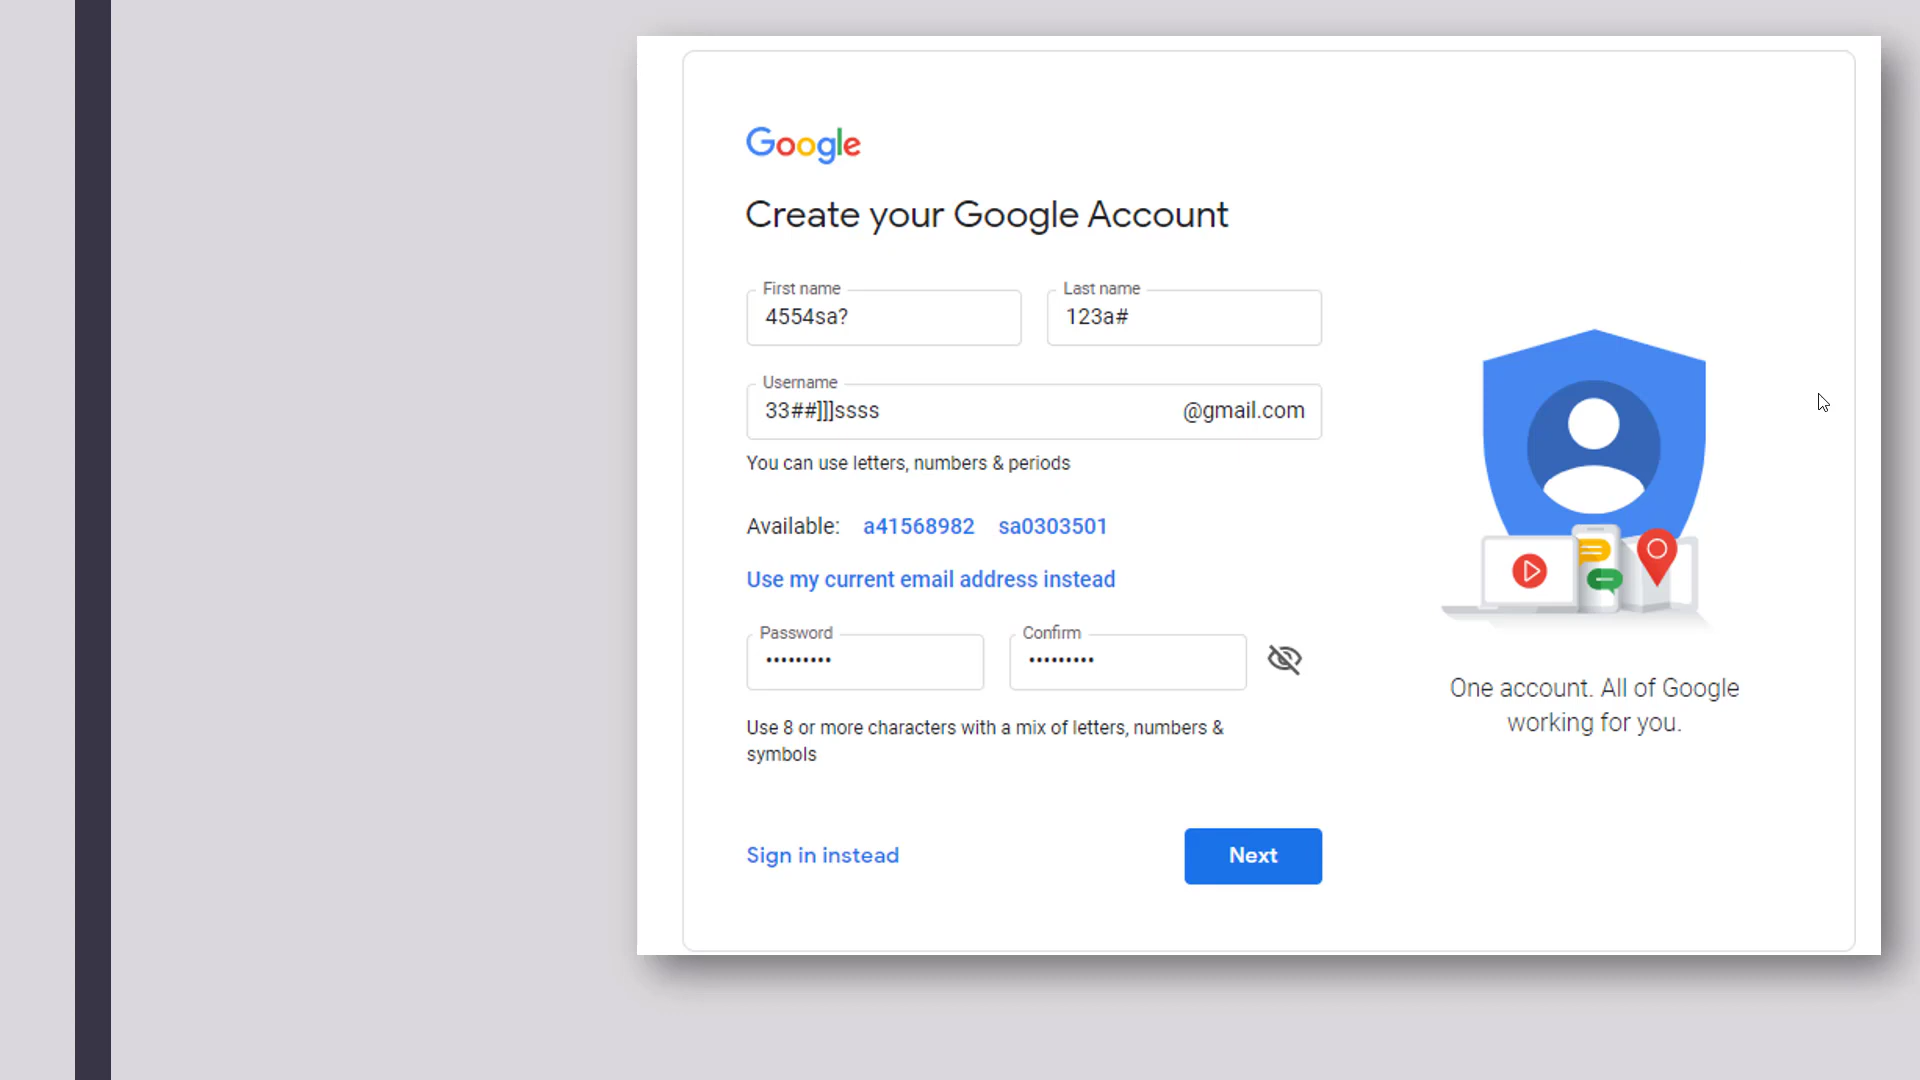 Google
Create your Google Account
First name
Last name
4554sa?
123a#
Username
33##]]]ssss
@gmail.com
You can use letters, numbers & periods
Available: a41568982 sa0303501
Use my current email address instead
Password
Confirm
•••••••••
•••••••••
Use 8 or more characters with a mix of letters, numbers &
symbols
One account. All of Google
working for you.
Sign in instead
Next